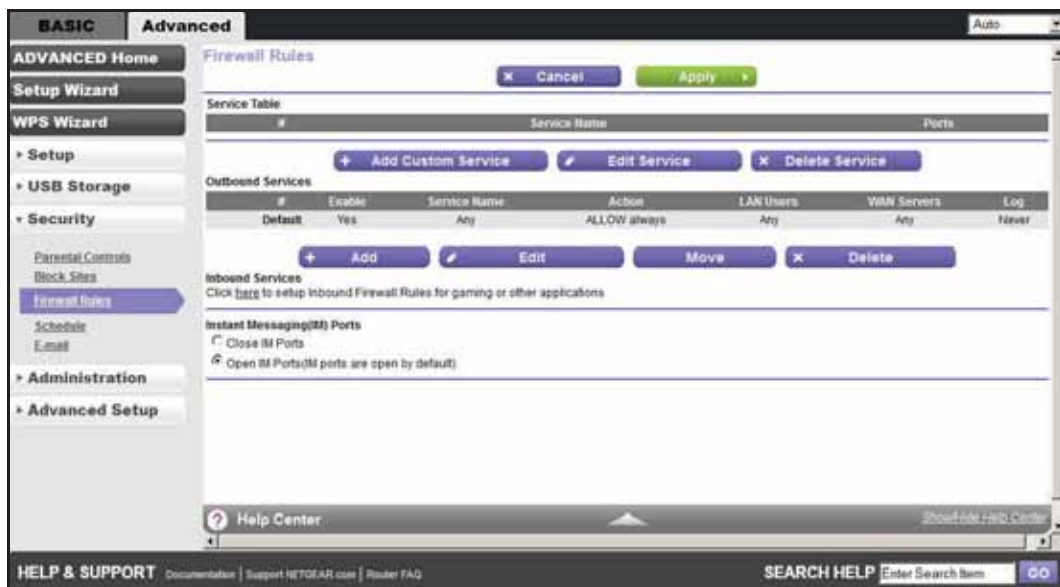 BASIC
Advanced
Auto
ADVANCED Home
Setup Wizard
WPS Wizard
Setup
USB Storage
Security
Parental Controls
Block Sites
Firewall Rules
Schedule
E-mail
Administration
Advanced Setup
Firewall Rules
Cancel Apply
Service Table
# Service Name Ports
Add Custom Service Edit Service Delete Service
Outbound Services
# Enable Service Name Action LAN Users WAN Servers Log
Default Yes Any ALLOW always Any Any Never
Add Edit Move Delete
Inbound Services
Click here to setup Inbound Firewall Rules for gaming or other applications
Instant Messaging(IM) Ports
Close IM Ports
Open IM Ports(IM ports are open by default)
? Help Center Show/Hide Help Center
HELP & SUPPORT Documentation | Support NETGEAR.com | Router FAQ SEARCH HELP Enter Search Item GO